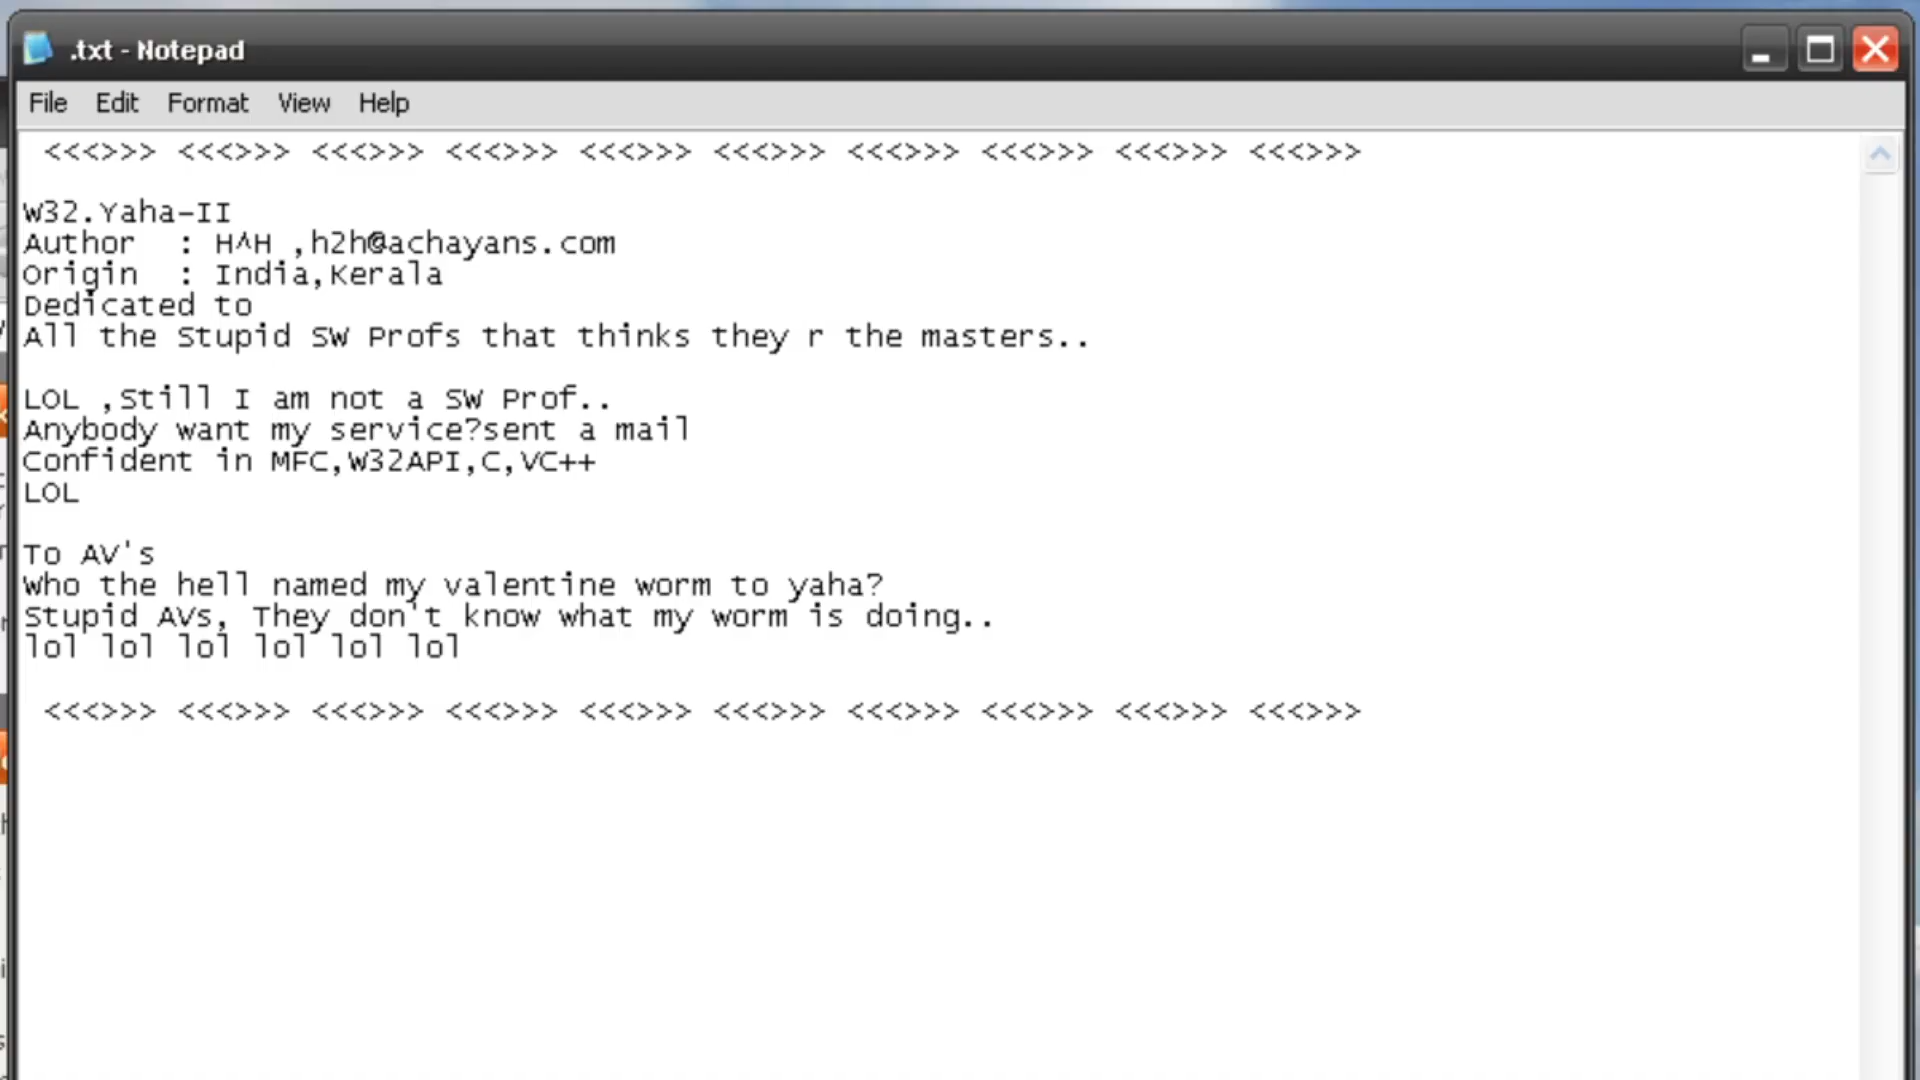 .txt - Notepad
File Edit Format View Help
<<<>>> <<<>>> <<<>>> <<<>>> <<<>>> <<<>>> <<<>>> <<<>>> <<<>>> <<<>>>
W32.Yaha-II
Author : H^H ,h2h@achayans.com
Origin : India,Kerala
Dedicated to
All the Stupid SW Profs that thinks they r the masters..
LOL ,Still I am not a SW Prof..
Anybody want my service?sent a mail
Confident in MFC,W32API,C,VC++
LOL
To AV's
Who the hell named my valentine worm to yaha?
Stupid AVs, They don't know what my worm is doing..
lol lol lol lol lol lol
<<<>>> <<<>>> <<<>>> <<<>>> <<<>>> <<<>>> <<<>>> <<<>>> <<<>>> <<<>>>